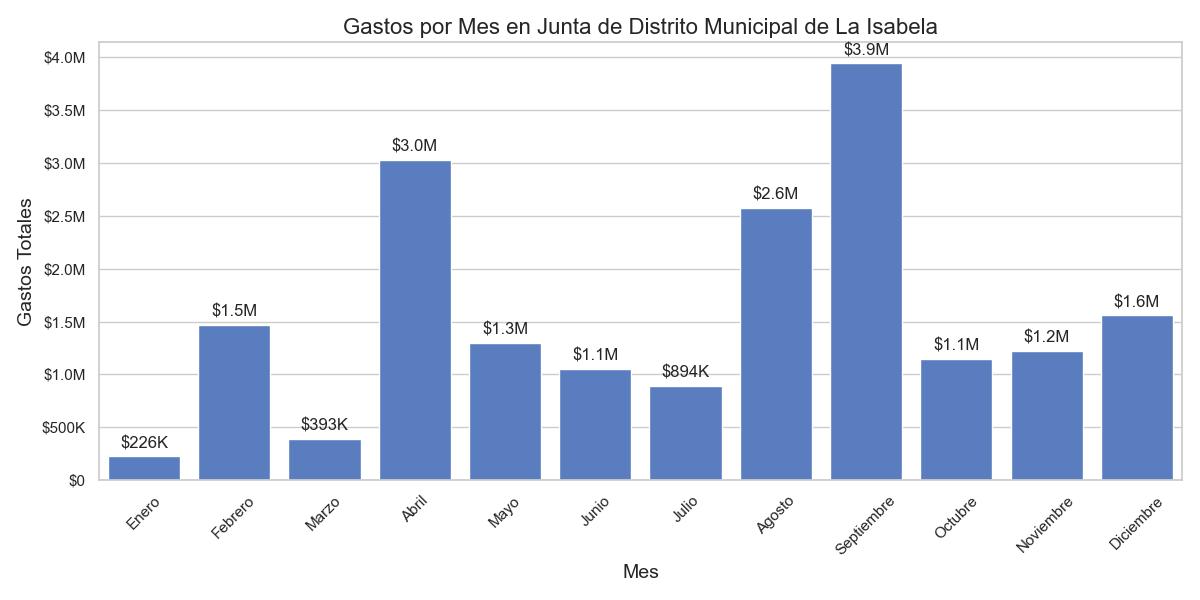 Gastos por Mes en Junta de Distrito Municipal de La Isabela
Gastos Totales
$4.0M
$3.5M
$3.0M
$2.5M
$2.0M
$1.5M
$1.0M
$500K
$0
$226K
$1.5M
$393K
$3.0M
$1.3M
$1.1M
$894K
$2.6M
$3.9M
$1.1M
$1.2M
$1.6M
Enero
Febrero
Marzo
Abril
Mayo
Junio
Julio
Agosto
Septiembre
Octubre
Noviembre
Diciembre
Mes